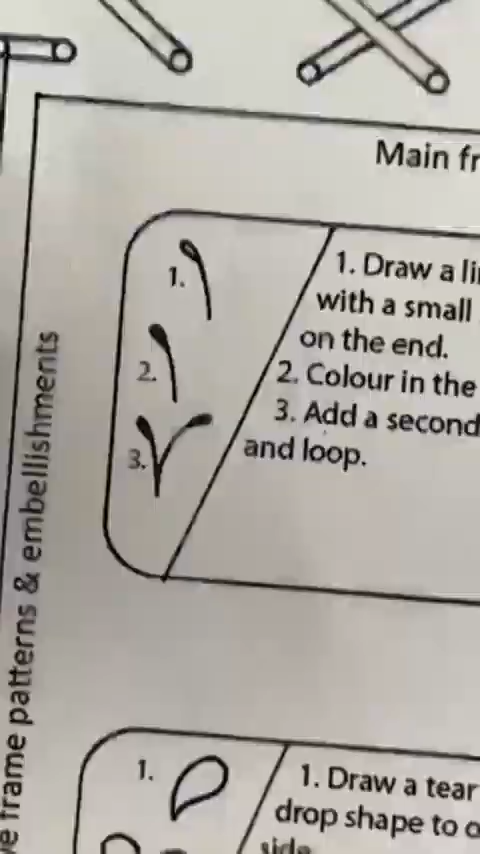 Main fr
1.
2.
3.
1. Draw a li
with a small
on the end.
2. Colour in the
3. Add a second
and loop.
frame patterns & embellishments
1.
1. Draw a tear
drop shape to o
side